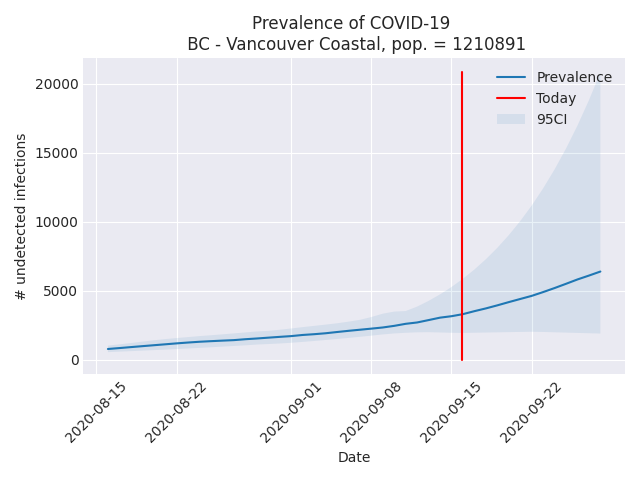 Prevalence of COVID-19
BC - Vancouver Coastal, pop. = 1210891
# undetected infections
20000
15000
10000
5000
0
Prevalence
Today
95CI
2020-08-15
2020-08-22
2020-09-01
2020-09-08
2020-09-15
2020-09-22
Date